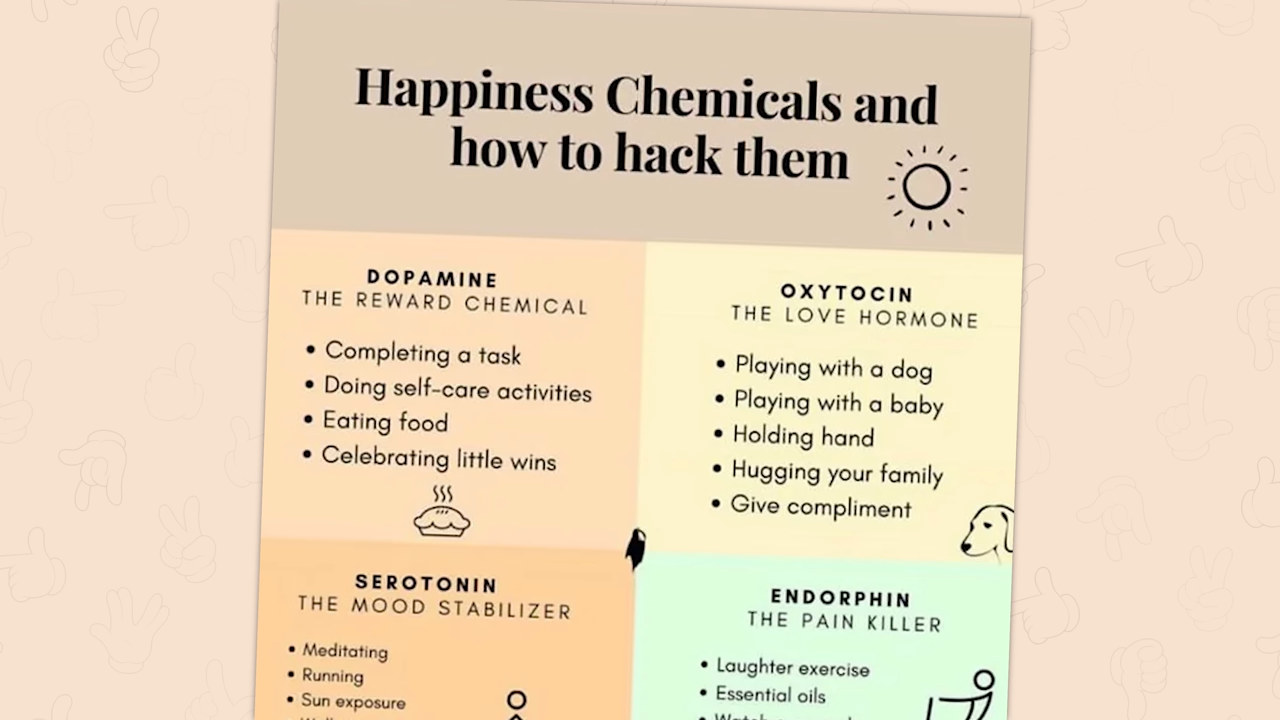 Happiness Chemicals and
how to hack them
DOPAMINE
THE REWARD CHEMICAL
• Completing a task
• Doing self-care activities
• Eating food
• Celebrating little wins
OXYTOCIN
THE LOVE HORMONE
• Playing with a dog
• Playing with a baby
• Holding hand
• Hugging your family
• Give compliment
SEROTONIN
THE MOOD STABILIZER
• Meditating
• Running
• Sun exposure
ENDORPHIN
THE PAIN KILLER
• Laughter exercise
• Essential oils